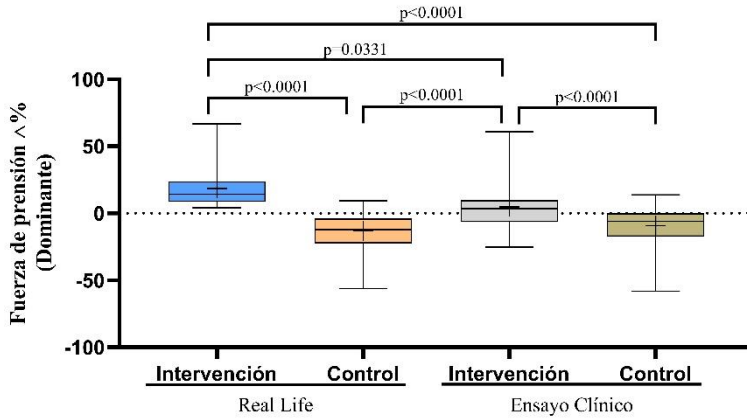 p<0.0001
p=0.0331
p<0.0001
p<0.0001
p<0.0001
Fuerza de prensión ^%
(Dominante)
100
50
0
-50
-100
Intervención Control Intervención Control
Real Life Ensayo Clínico